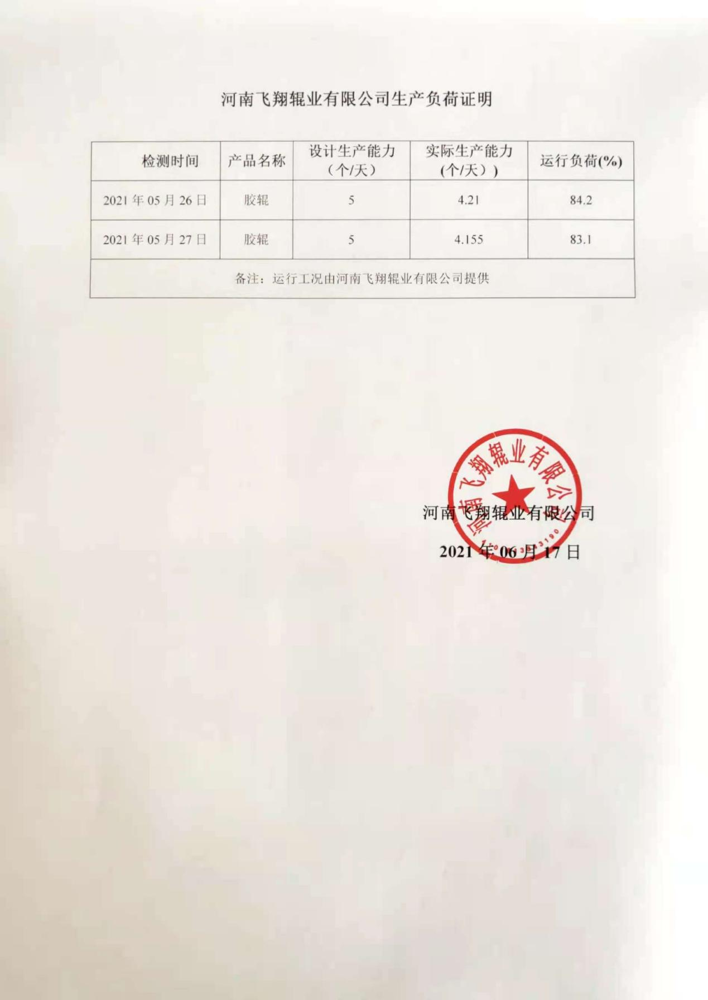 河南飞翔辊业有限公司生产负荷证明
检测时间 产品名称 设计生产能力（个/天） 实际生产能力(个/天）) 运行负荷(%)
2021 年 05 月 26 日 胶辊 5 4.21 84.2
2021 年 05 月 27 日 胶辊 5 4.155 83.1
备注：运行工况由河南飞翔辊业有限公司提供
河南飞翔辊业有限公司
河南飞翔辊业有限公司
2021 年 06 月 17 日